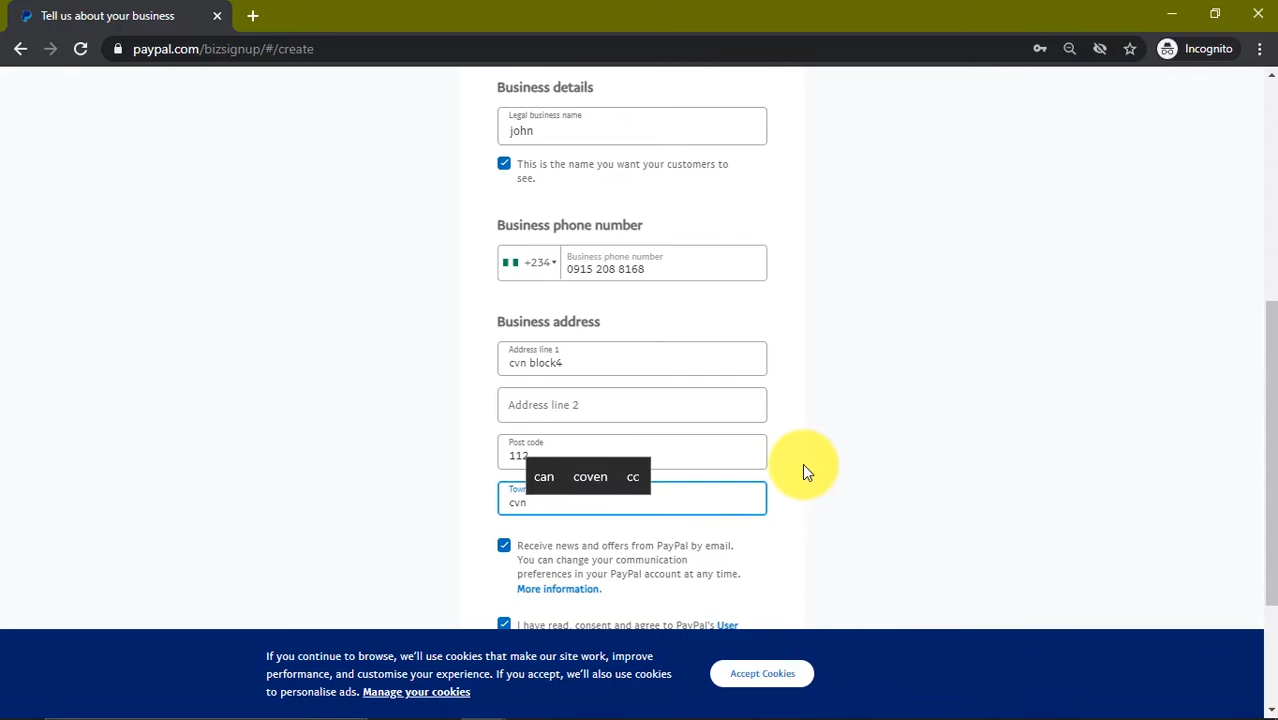 Tell us about your business
paypal.com/bizsignup/#/create
Incognito
Business details
Legal business name
john
This is the name you want your customers to
see.
Business phone number
+234
Business phone number
0915 208 8168
Business address
Address line 1
cvn block4
Address line 2
Post code
112
can coven cc
Town
cvn
Receive news and offers from PayPal by email.
You can change your communication
preferences in your PayPal account at any time.
More information.
I have read, consent and agree to PayPal's User
If you continue to browse, we'll use cookies that make our site work, improve
performance, and customise your experience. If you accept, we'll also use cookies
to personalise ads. Manage your cookies
Accept Cookies